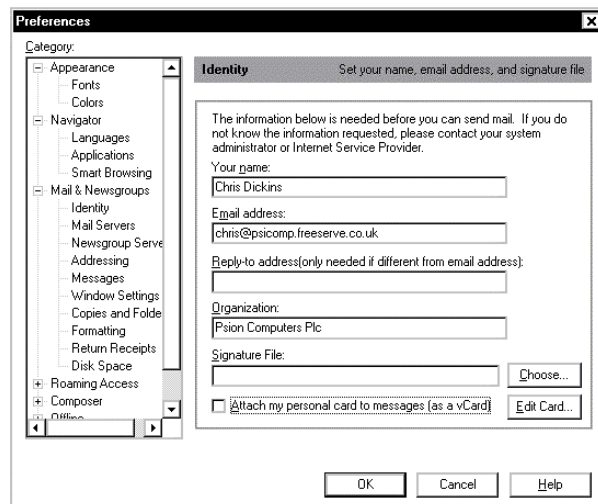 Preferences
Category:
Appearance
Fonts
Colors
Navigator
Languages
Applications
Smart Browsing
Mail & Newsgroups
Identity
Mail Servers
Newsgroup Serve
Addressing
Messages
Window Settings
Copies and Folde
Formatting
Return Receipts
Disk Space
Roaming Access
Composer
Offline
Identity Set your name, email address, and signature file
The information below is needed before you can send mail. If you do
not know the information requested, please contact your system
administrator or Internet Service Provider.
Your name:
Chris Dickins
Email address:
chris@psicomp.freeserve.co.uk
Reply-to address(only needed if different from email address):
Organization:
Psion Computers Plc
Signature File:
Choose...
Attach my personal card to messages (as a vCard)
Edit Card...
OK Cancel Help